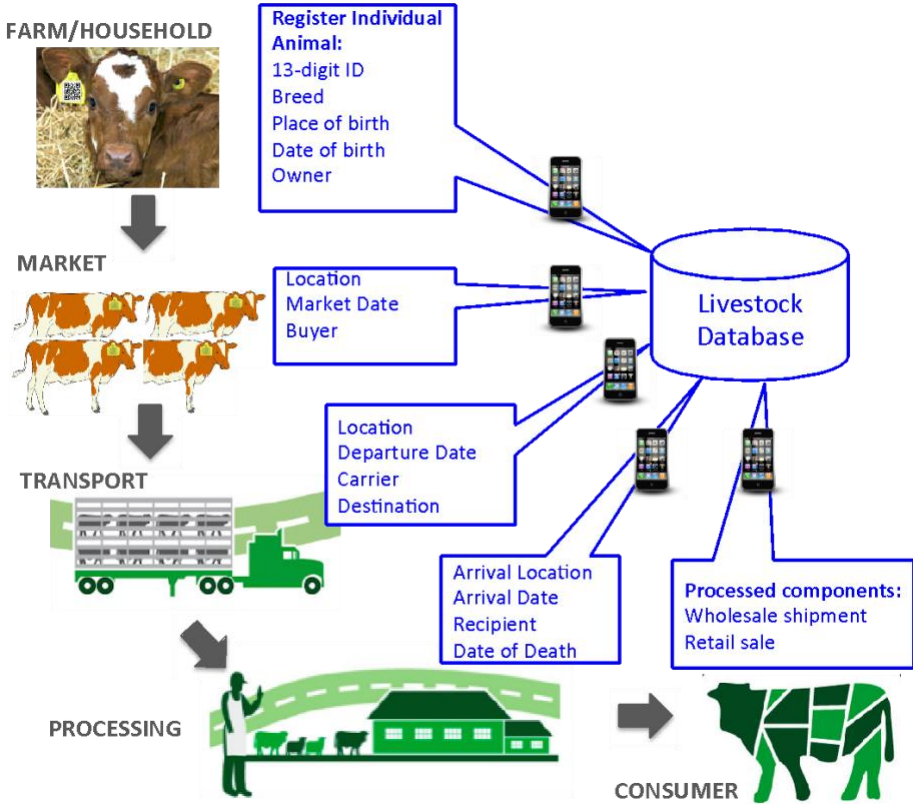 FARM/HOUSEHOLD
Register Individual
Animal:
13-digit ID
Breed
Place of birth
Date of birth
Owner
MARKET
Location
Market Date
Buyer
Livestock
Database
TRANSPORT
Location
Departure Date
Carrier
Destination
Arrival Location
Arrival Date
Recipient
Date of Death
Processed components:
Wholesale shipment
Retail sale
PROCESSING
CONSUMER